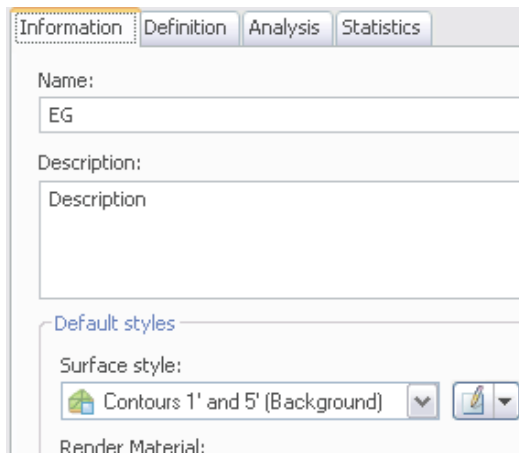 Information Definition Analysis Statistics
Name:
EG
Description:
Description
Default styles
Surface style:
Contours 1' and 5' (Background)
Render Material: